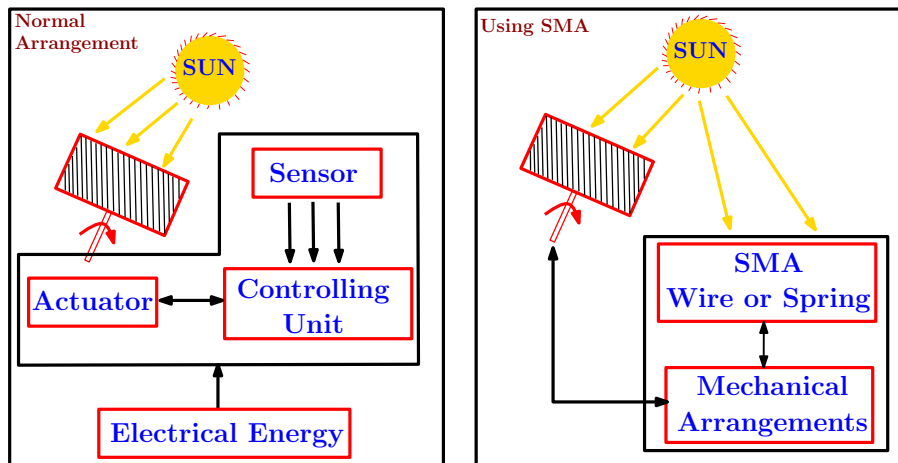 Normal
Arrangement
SUN
Sensor
Actuator
Controlling
Unit
Electrical Energy
Using SMA
SUN
SMA
Wire or Spring
Mechanical
Arrangements